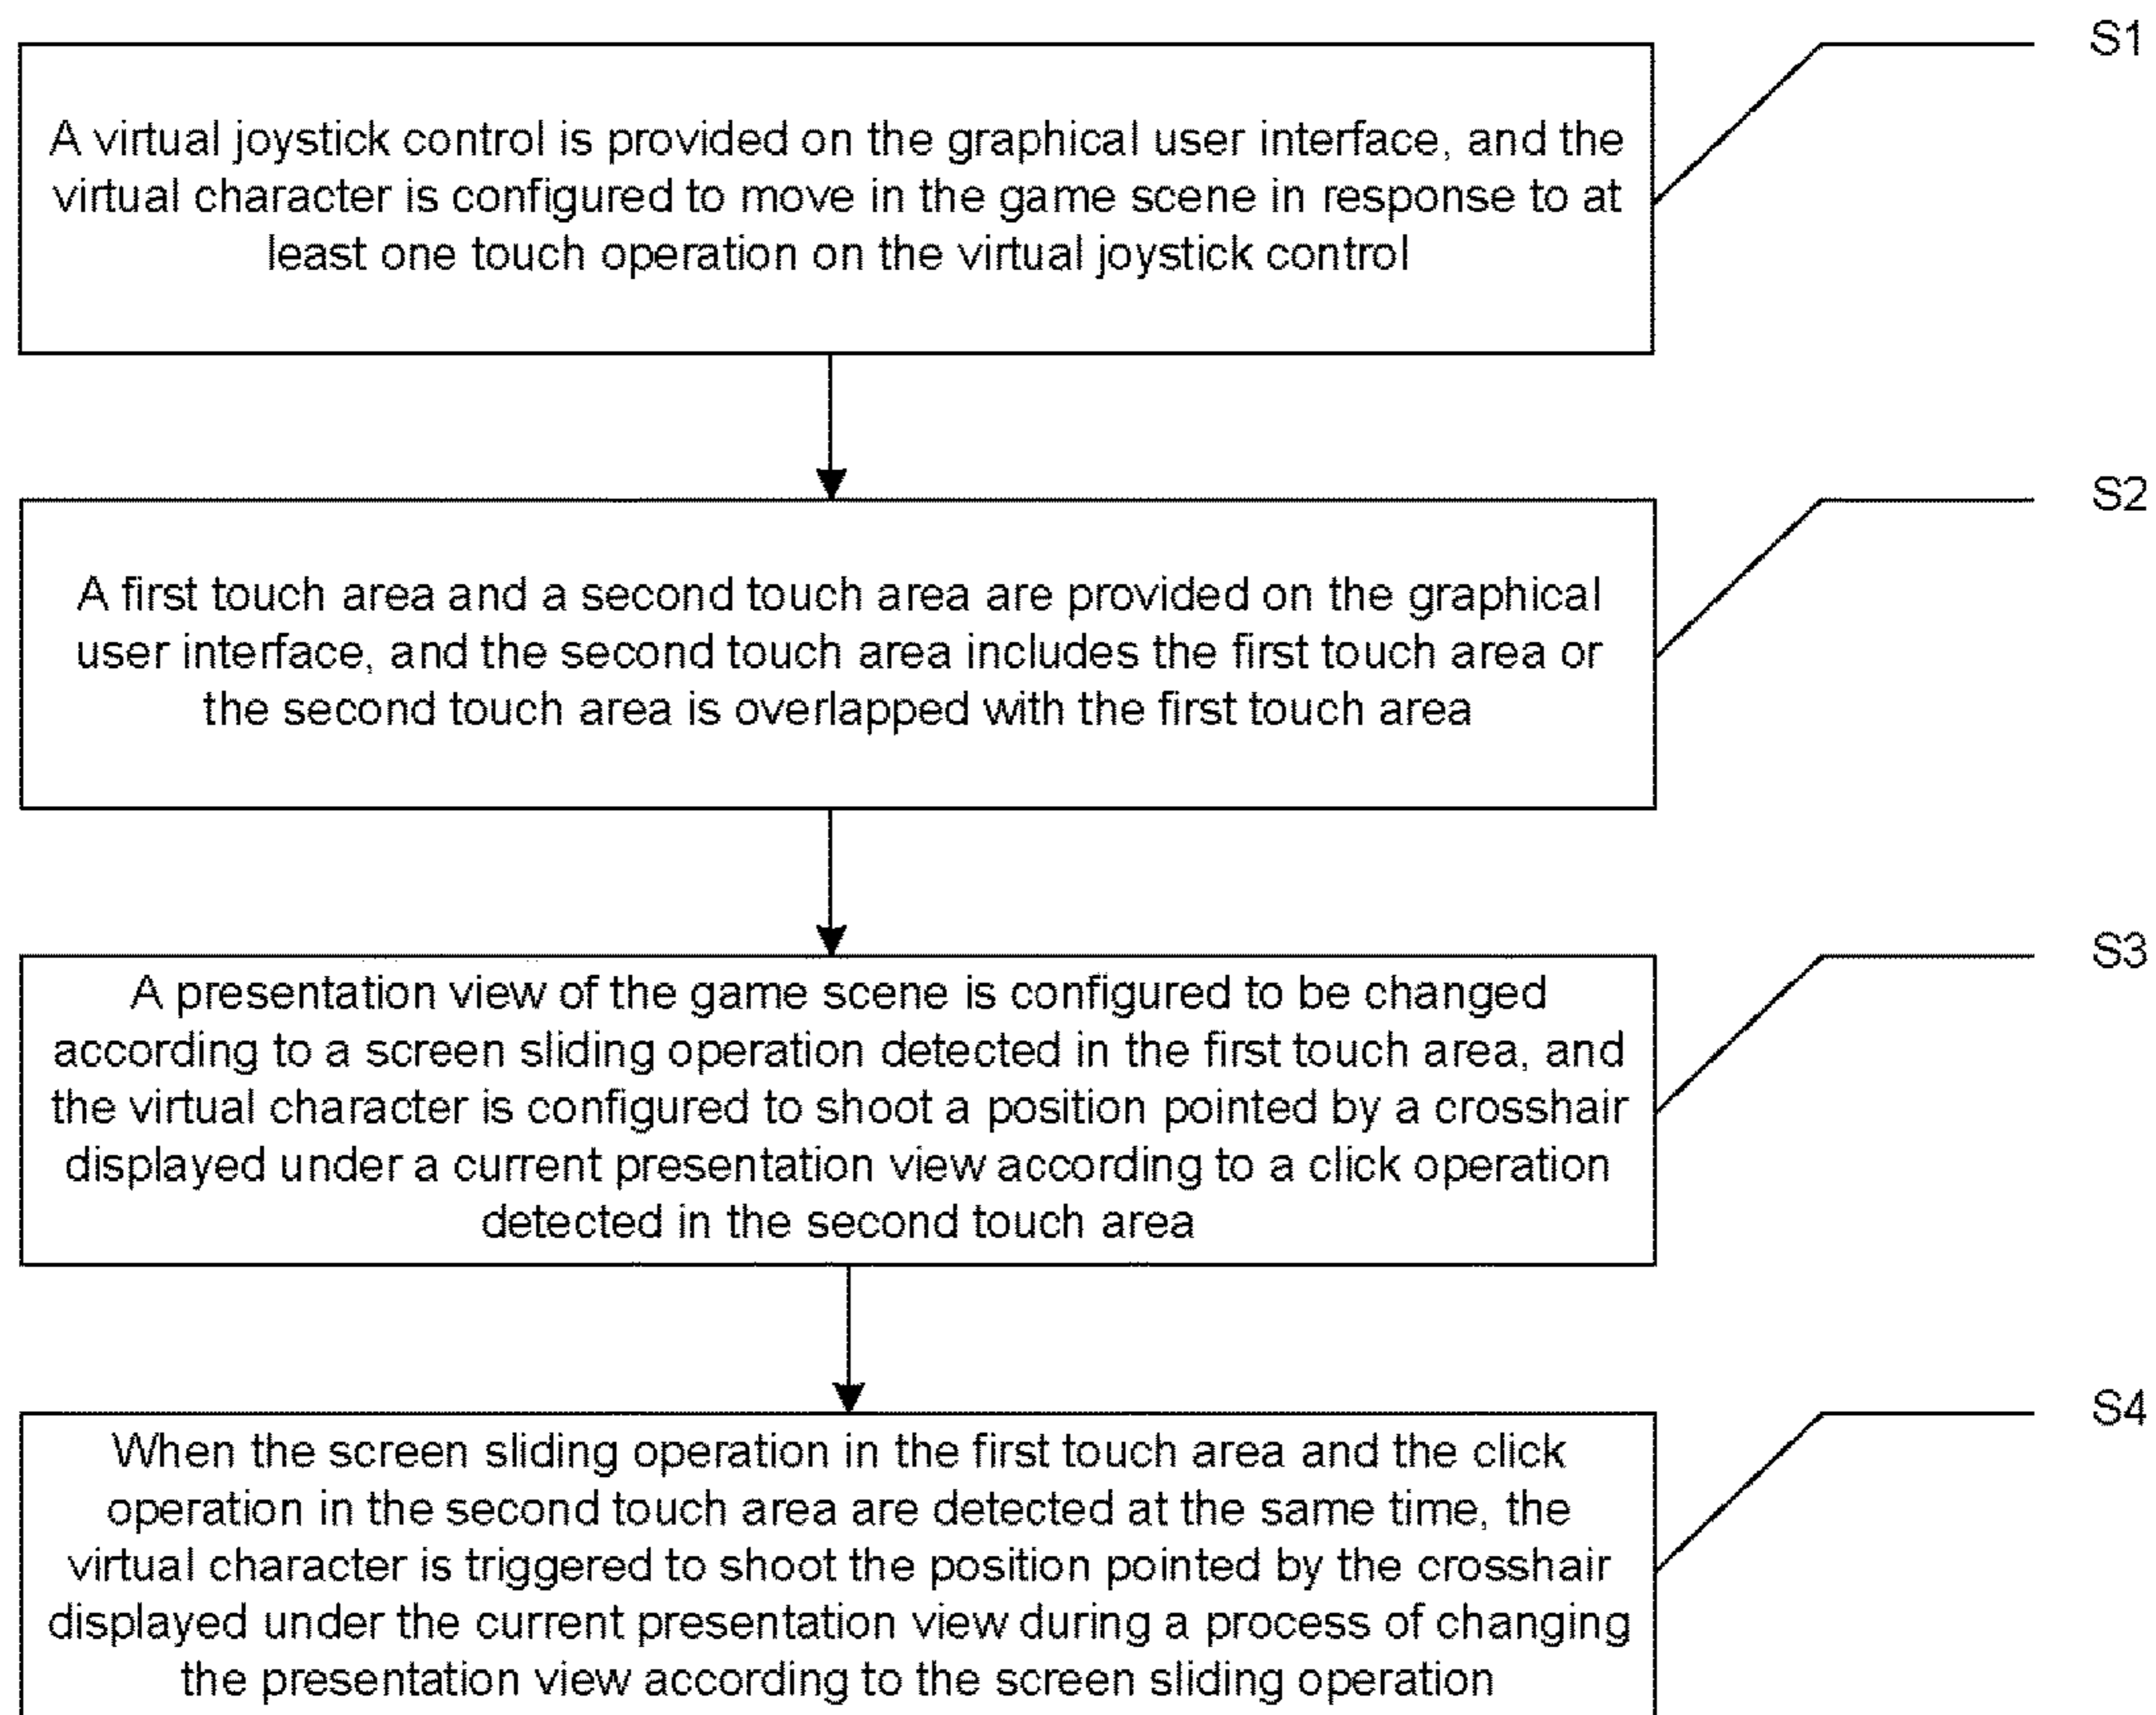 S1
A virtual joystick control is provided on the graphical user interface, and the
virtual character is configured to move in the game scene in response to at
least one touch operation on the virtual joystick control
S2
A first touch area and a second touch area are provided on the graphical
user interface, and the second touch area includes the first touch area or
the second touch area is overlapped with the first touch area
S3
A presentation view of the game scene is configured to be changed
according to a screen sliding operation detected in the first touch area, and
the virtual character is configured to shoot a position pointed by a crosshair
displayed under a current presentation view according to a click operation
detected in the second touch area
S4
When the screen sliding operation in the first touch area and the click
operation in the second touch area are detected at the same time, the
virtual character is triggered to shoot the position pointed by the crosshair
displayed under the current presentation view during a process of changing
the presentation view according to the screen sliding operation